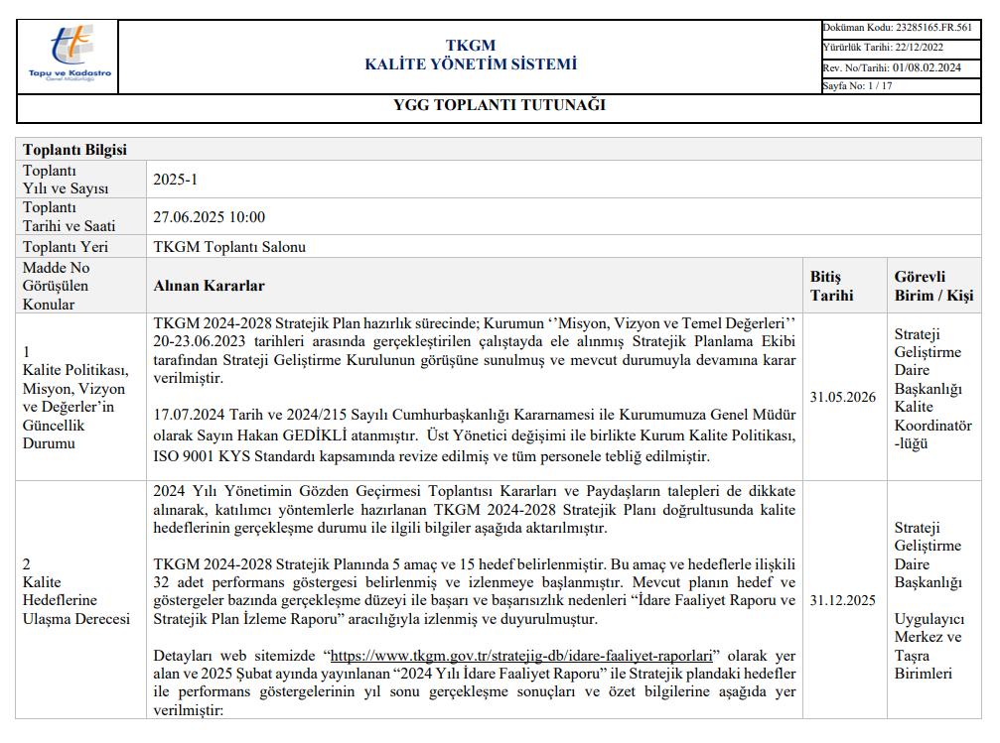 Tapu ve Kadastro
Genel Müdürlüğü
TKGM
KALİTE YÖNETİM SİSTEMİ
Doküman Kodu: 23285165.FR.561
Yürürlük Tarihi: 22/12/2022
Rev. No/Tarihi: 01/08.02.2024
Sayfa No: 1 / 17
YGG TOPLANTI TUTUNAĞI
Toplantı Bilgisi
Toplantı
Yılı ve Sayısı
2025-1
Toplantı
Tarihi ve Saati
27.06.2025 10:00
Toplantı Yeri
TKGM Toplantı Salonu
Madde No
Görüşülen
Konular
Alınan Kararlar
Bitiş
Tarihi
Görevli
Birim / Kişi
1
Kalite Politikası,
Misyon, Vizyon
ve Değerler’in
Güncellik
Durumu
TKGM 2024-2028 Stratejik Plan hazırlık sürecinde; Kurumun ‘’Misyon, Vizyon ve Temel Değerleri’’
20-23.06.2023 tarihleri arasında gerçekleştirilen çalıştayda ele alınmış Stratejik Planlama Ekibi
tarafından Strateji Geliştirme Kurulunun görüşüne sunulmuş ve mevcut durumuyla devamına karar
verilmiştir.
17.07.2024 Tarih ve 2024/215 Sayılı Cumhurbaşkanlığı Kararnamesi ile Kurumumuza Genel Müdür
olarak Sayın Hakan GEDİKLİ atanmıştır. Üst Yönetici değişimi ile birlikte Kurum Kalite Politikası,
ISO 9001 KYS Standardı kapsamında revize edilmiş ve tüm personele tebliğ edilmiştir.
31.05.2026
Strateji
Geliştirme
Daire
Başkanlığı
Kalite
Koordinatör
-lüğü
2
Kalite
Hedeflerine
Ulaşma Derecesi
2024 Yılı Yönetimin Gözden Geçirmesi Toplantısı Kararları ve Paydaşların talepleri de dikkate
alınarak, katılımcı yöntemlerle hazırlanan TKGM 2024-2028 Stratejik Planı doğrultusunda kalite
hedeflerinin gerçekleşme durumu ile ilgili bilgiler aşağıda aktarılmıştır.
TKGM 2024-2028 Stratejik Planında 5 amaç ve 15 hedef belirlenmiştir. Bu amaç ve hedeflerle ilişkili
32 adet performans göstergesi belirlenmiş ve izlenmeye başlanmıştır. Mevcut planın hedef ve
göstergeler bazında gerçekleşme düzeyi ile başarı ve başarısızlık nedenleri “İdare Faaliyet Raporu ve
Stratejik Plan İzleme Raporu” aracılığıyla izlenmiş ve duyurulmuştur.
Detayları web sitemizde “https://www.tkgm.gov.tr/stratejig-db/idare-faaliyet-raporlari” olarak yer
alan ve 2025 Şubat ayında yayınlanan “2024 Yılı İdare Faaliyet Raporu” ile Stratejik plandaki hedefler
ile performans göstergelerinin yıl sonu gerçekleşme sonuçları ve özet bilgilerine aşağıda yer
verilmiştir:
31.12.2025
Strateji
Geliştirme
Daire
Başkanlığı
Uygulayıcı
Merkez ve
Taşra
Birimleri